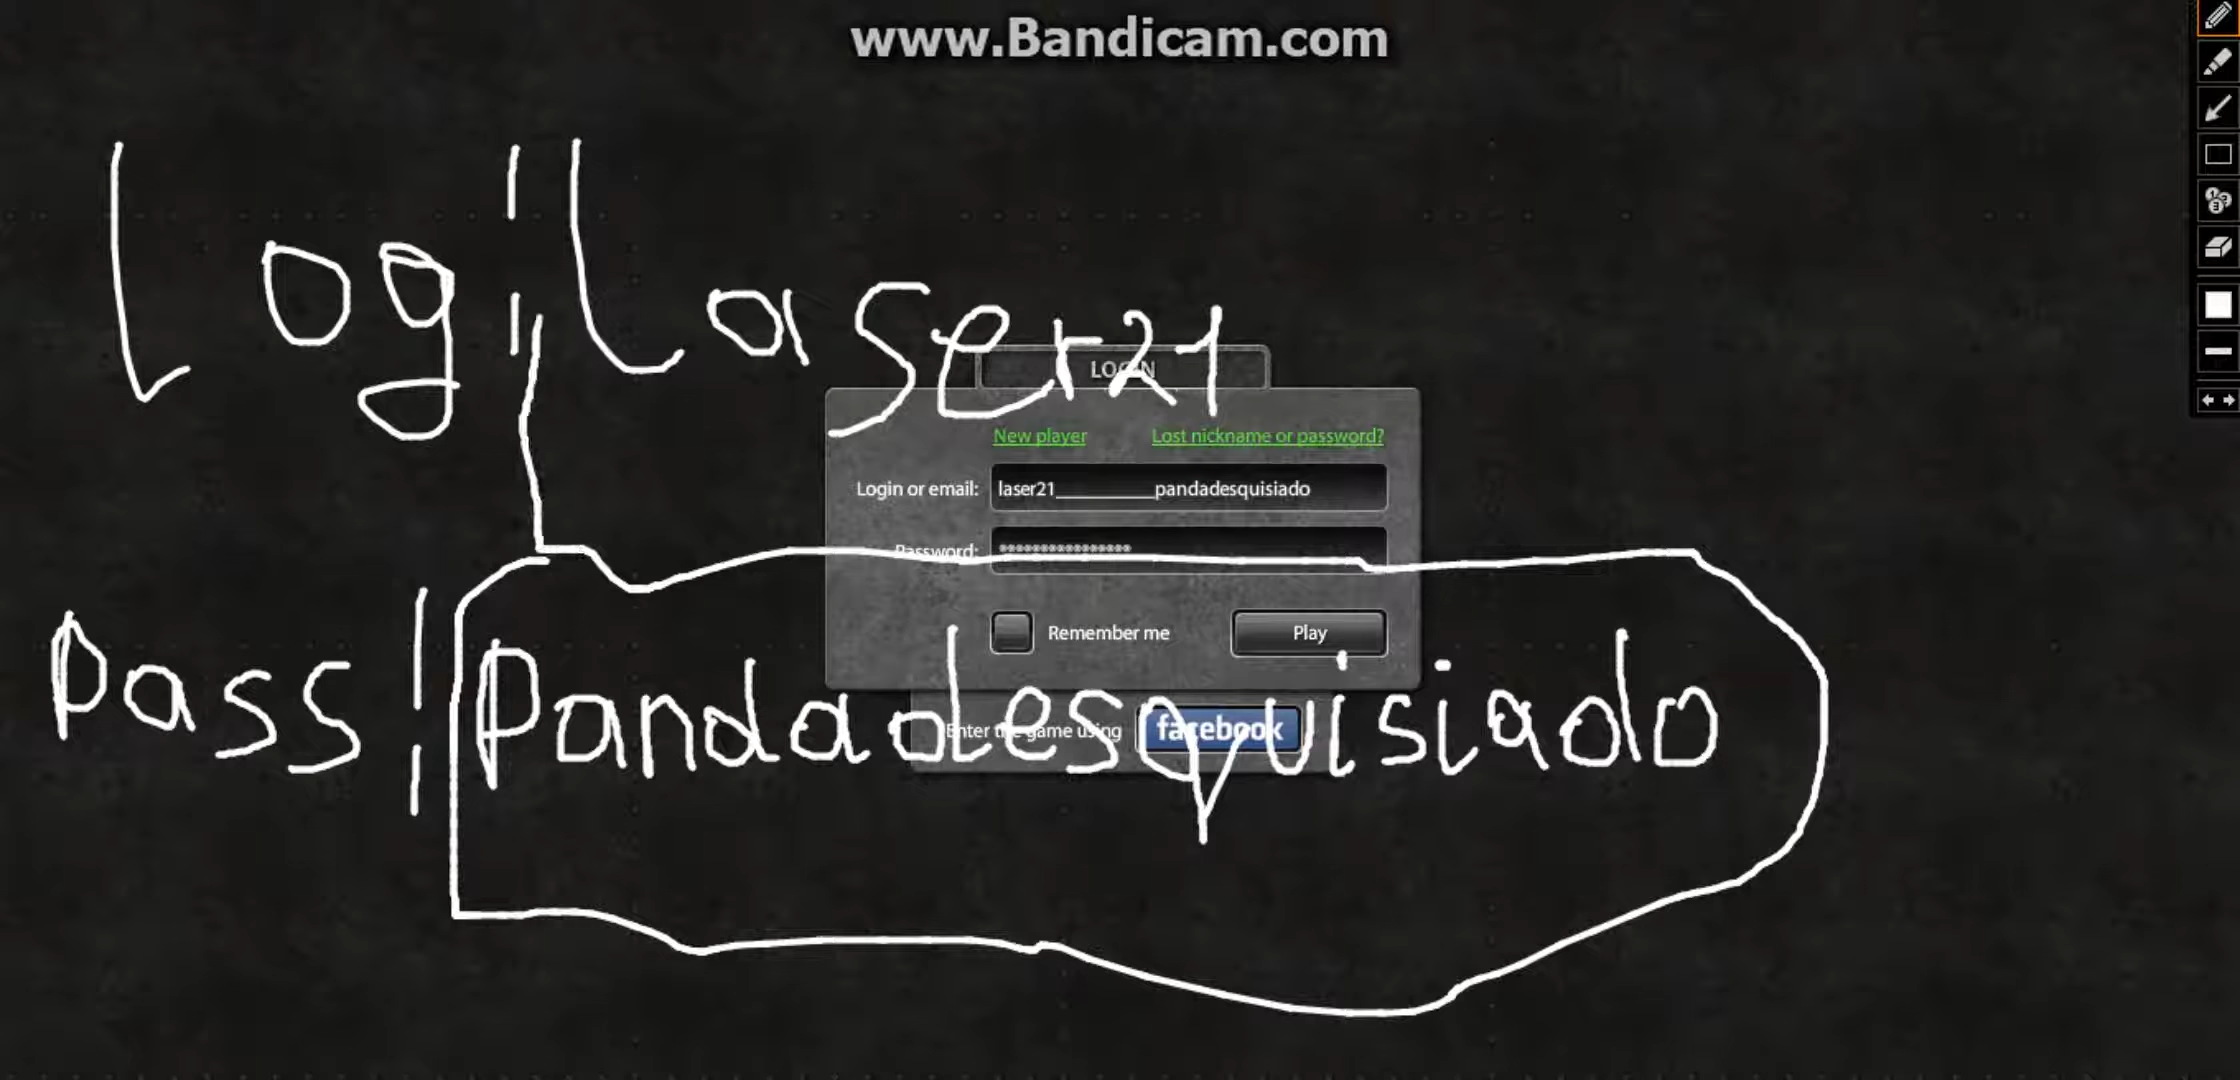 www.Bandicam.com
Log: Laser21
LOGIN
New player Lost nickname or password?
Login or email: laser21__________pandadesquisiado
Password: ****************
Remember me Play
Pass: Pandadesquisiado
Enter the game using facebook